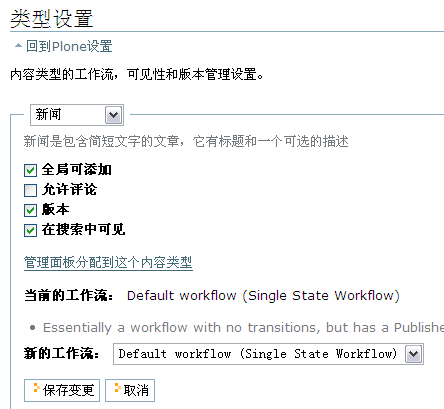 类型设置
回到Plone设置
内容类型的工作流，可见性和版本管理设置。
新闻
新闻是包含简短文字的文章，它有标题和一个可选的描述
全局可添加
允许评论
版本
在搜索中可见
管理面板分配到这个内容类型
当前的工作流： Default workflow (Single State Workflow)
Essentially a workflow with no transitions, but has a Publishe
新的工作流： Default workflow (Single State Workflow)
保存变更 取消